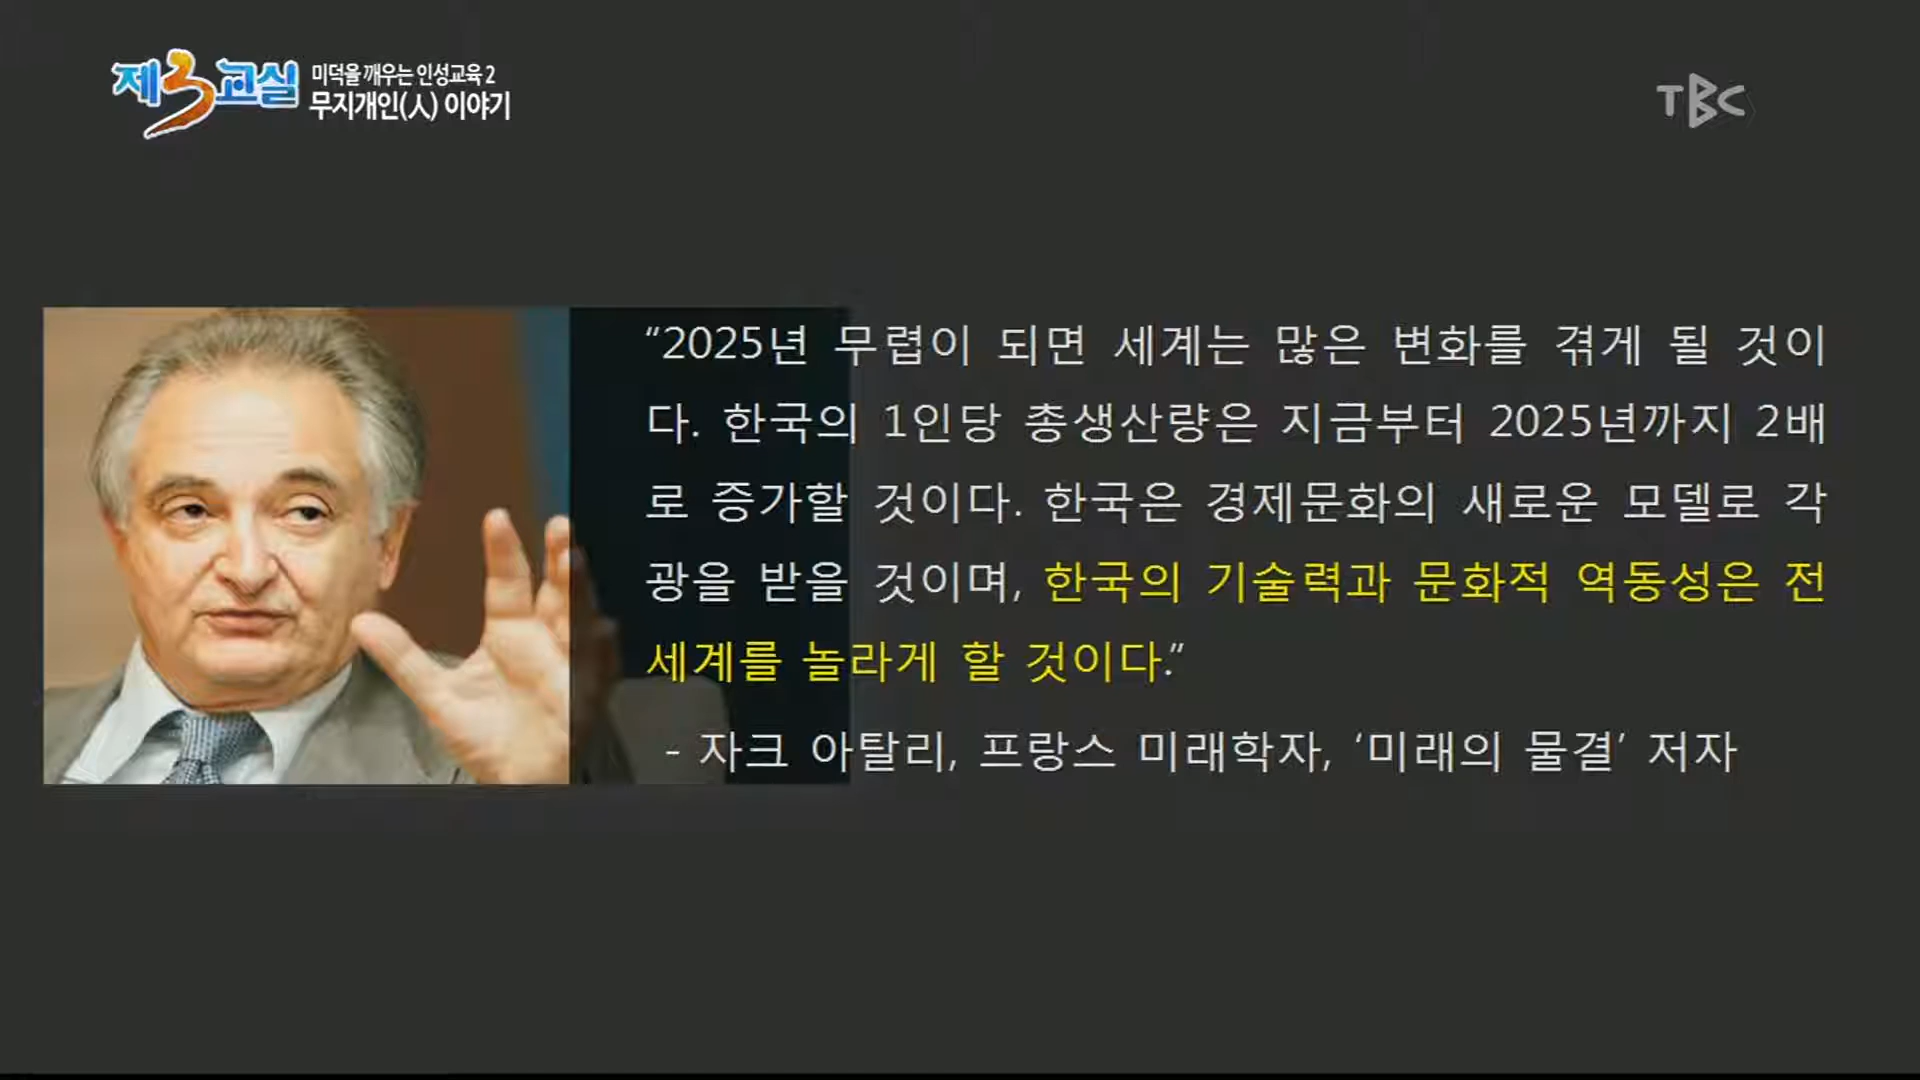 제3교실
미덕을 깨우는 인성교육 2
무지개인(人) 이야기
TBC
“2025년 무렵이 되면 세계는 많은 변화를 겪게 될 것이
다. 한국의 1인당 총생산량은 지금부터 2025년까지 2배
로 증가할 것이다. 한국은 경제문화의 새로운 모델로 각
광을 받을 것이며, 한국의 기술력과 문화적 역동성은 전
세계를 놀라게 할 것이다.”
- 자크 아탈리, 프랑스 미래학자, ‘미래의 물결’ 저자